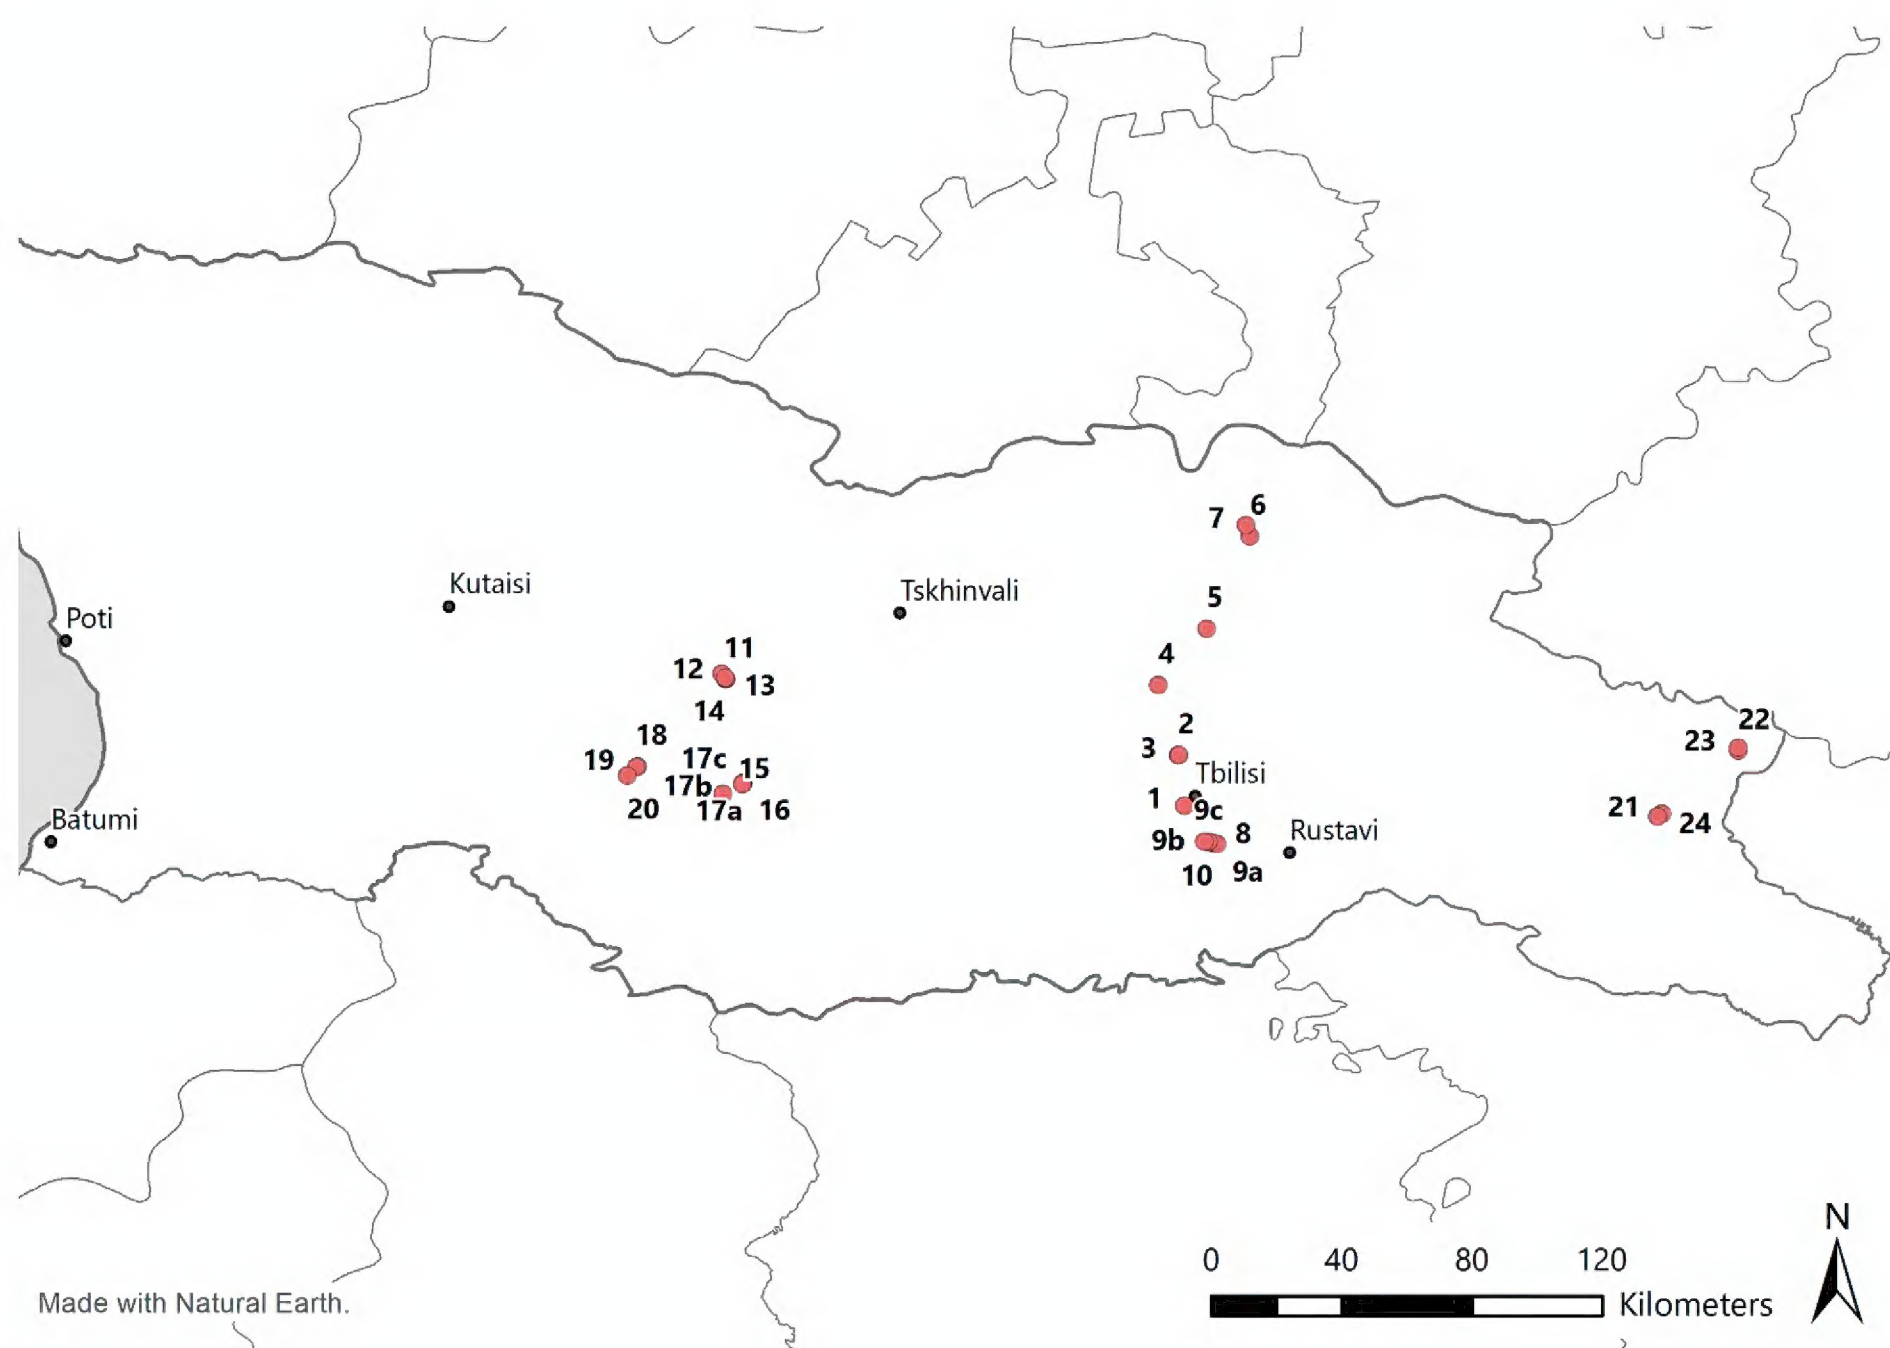 6
7
Kutaisi
Tskhinvali
5
Poti
11
4
12
13
14
22
2
18
23
3
17c
19
15
Tbilisi
17b
1
20
17a
16
9c
21
24
Batumi
9b
8
Rustavi
10
9a
N
0 40 80 120
Kilometers
Made with Natural Earth.